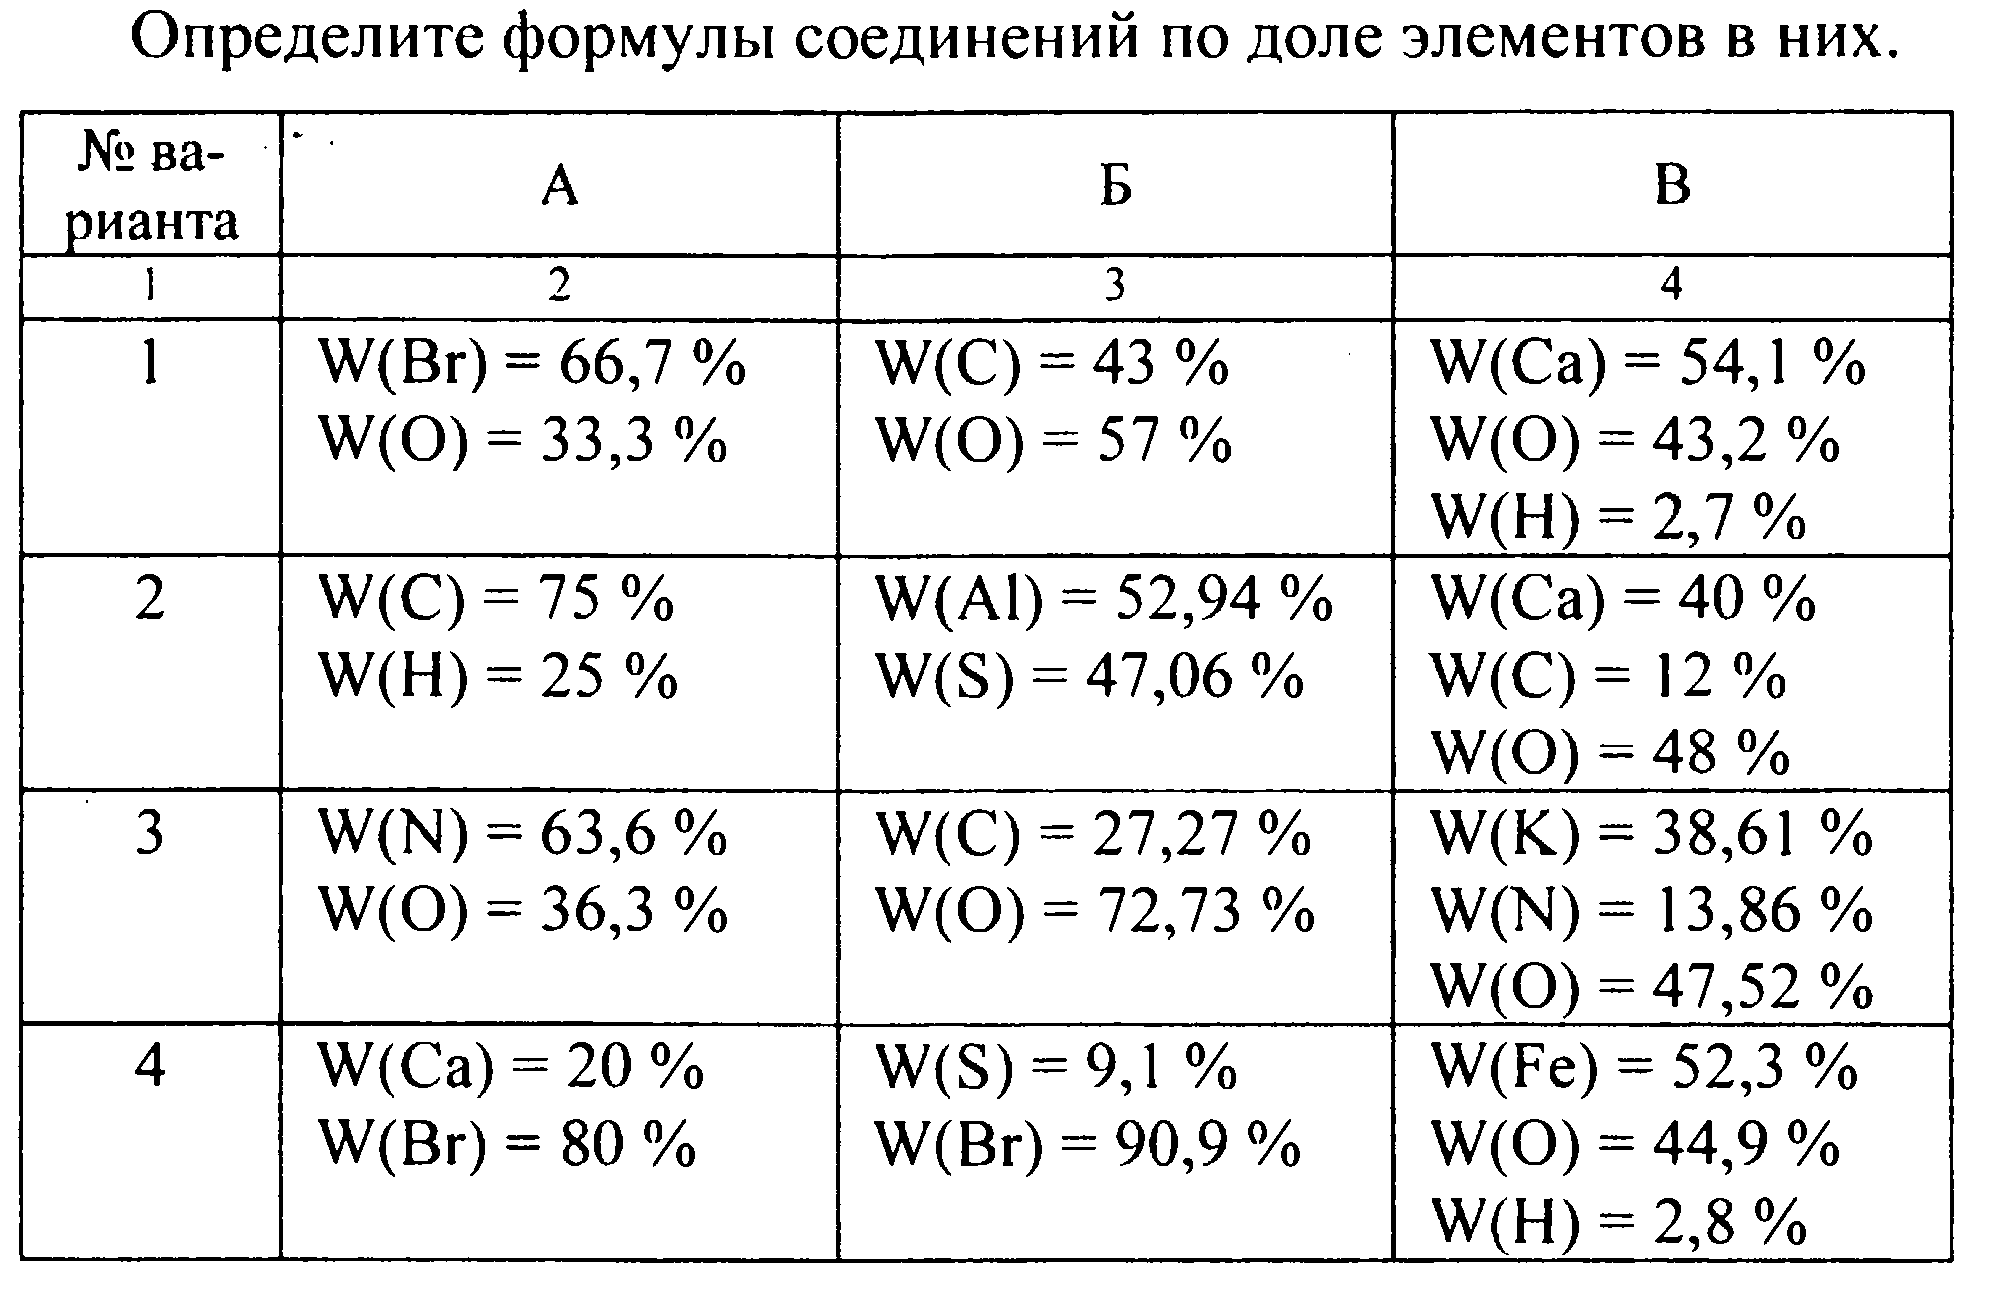 Определите формулы соединений по доле элементов в них.
№ ва-
рианта
А
Б
В
1
2
3
4
1
W(Br) = 66,7 %
W(O) = 33,3 %
W(C) = 43 %
W(O) = 57 %
W(Ca) = 54,1 %
W(O) = 43,2 %
W(H) = 2,7 %
2
W(C) = 75 %
W(H) = 25 %
W(Al) = 52,94 %
W(S) = 47,06 %
W(Ca) = 40 %
W(C) = 12 %
W(O) = 48 %
3
W(N) = 63,6 %
W(O) = 36,3 %
W(C) = 27,27 %
W(O) = 72,73 %
W(K) = 38,61 %
W(N) = 13,86 %
W(O) = 47,52 %
4
W(Ca) = 20 %
W(Br) = 80 %
W(S) = 9,1 %
W(Br) = 90,9 %
W(Fe) = 52,3 %
W(O) = 44,9 %
W(H) = 2,8 %